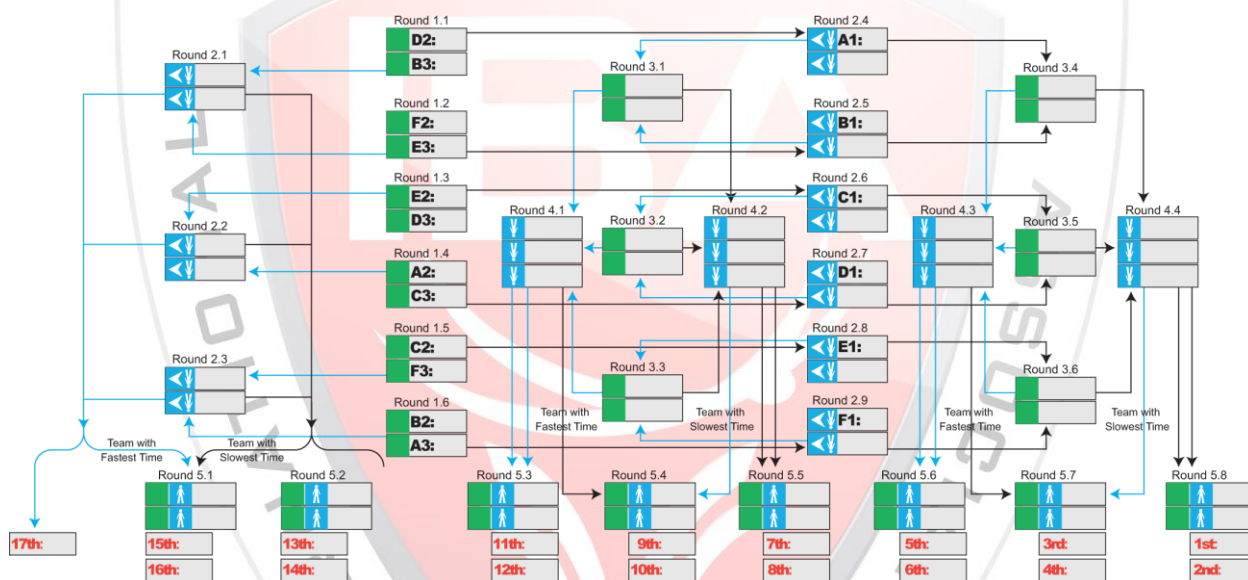 Round 1.1
D2:
B3:
Round 2.4
A1:
Round 2.1
Round 3.1
Round 3.4
Round 1.2
F2:
E3:
Round 2.5
B1:
Round 1.3
E2:
D3:
Round 2.6
C1:
Round 2.2
Round 4.1
Round 3.2
Round 4.2
Round 4.3
Round 3.5
Round 4.4
Round 1.4
A2:
C3:
Round 2.7
D1:
Round 1.5
C2:
F3:
Round 2.8
E1:
Round 2.3
Round 3.3
Round 3.6
Round 1.6
B2:
A3:
Round 2.9
F1:
Team with
Fastest Time
Team with
Slowest Time
Team with
Fastest Time
Team with
Slowest Time
Team with
Fastest Time
Team with
Slowest Time
Round 5.1
Round 5.2
Round 5.3
Round 5.4
Round 5.5
Round 5.6
Round 5.7
Round 5.8
17th:
15th:
13th:
11th:
9th:
7th:
5th:
3rd:
1st:
16th:
14th:
12th:
10th:
8th:
6th:
4th:
2nd: